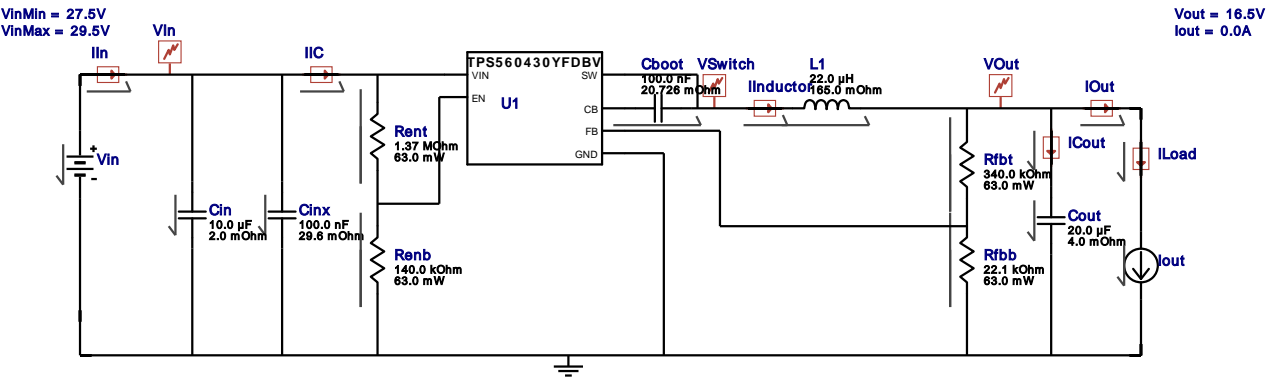 VinMin = 27.5V
VinMax = 29.5V
Vout = 16.5V
Iout = 0.0A
VIn
IIn
IIC
TPS560430YFDBV
VIN
EN
SW
CB
FB
GND
U1
Cboot
100.0 nF
20.726 mOhm
VSwitch
IInductor
L1
22.0 µH
165.0 mOhm
VOut
IOut
ICout
ILoad
Vin
+
-
Rent
1.37 MOhm
63.0 mW
Rfbt
340.0 kOhm
63.0 mW
Cin
10.0 µF
2.0 mOhm
Cinx
100.0 nF
29.6 mOhm
Renb
140.0 kOhm
63.0 mW
Rfbb
22.1 kOhm
63.0 mW
Cout
20.0 µF
4.0 mOhm
Iout